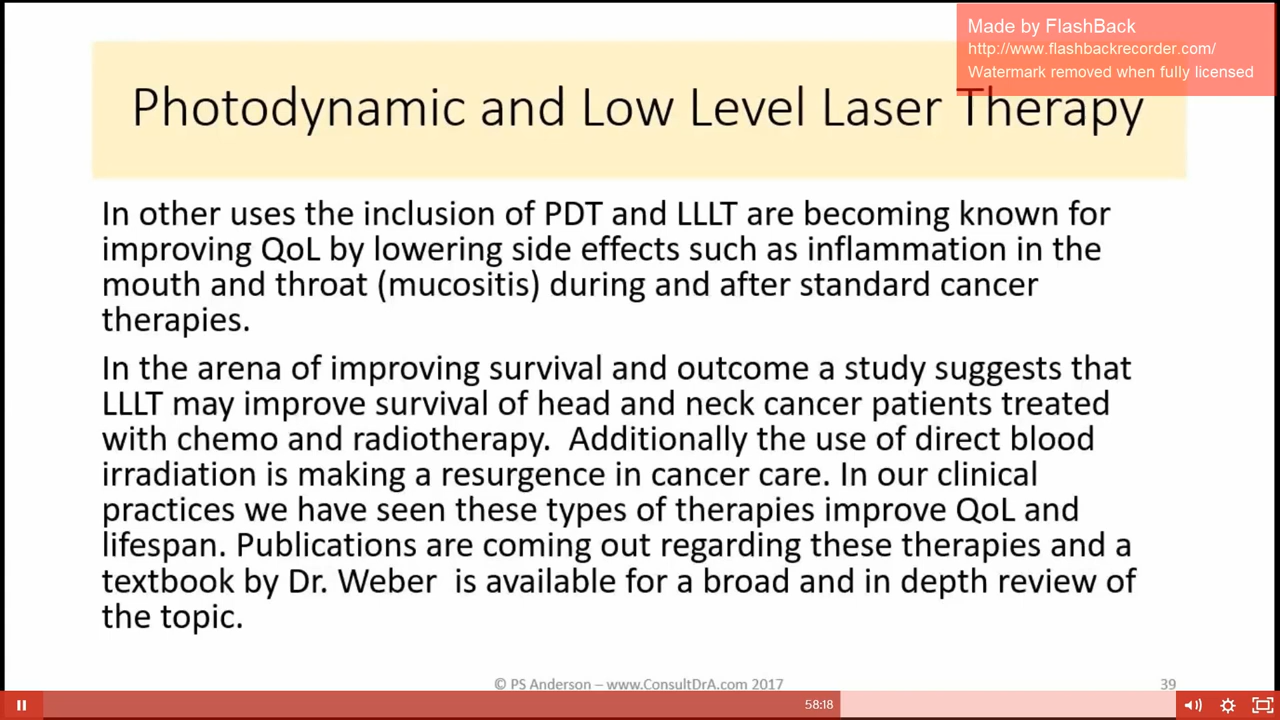 Made by FlashBack
http://www.flashbackrecorder.com/
Watermark removed when fully licensed
Photodynamic and Low Level Laser Therapy
In other uses the inclusion of PDT and LLLT are becoming known for
improving QoL by lowering side effects such as inflammation in the
mouth and throat (mucositis) during and after standard cancer
therapies.
In the arena of improving survival and outcome a study suggests that
LLLT may improve survival of head and neck cancer patients treated
with chemo and radiotherapy.  Additionally the use of direct blood
irradiation is making a resurgence in cancer care. In our clinical
practices we have seen these types of therapies improve QoL and
lifespan. Publications are coming out regarding these therapies and a
textbook by Dr. Weber  is available for a broad and in depth review of
the topic.
© PS Anderson – www.ConsultDrA.com 2017
39
58:18